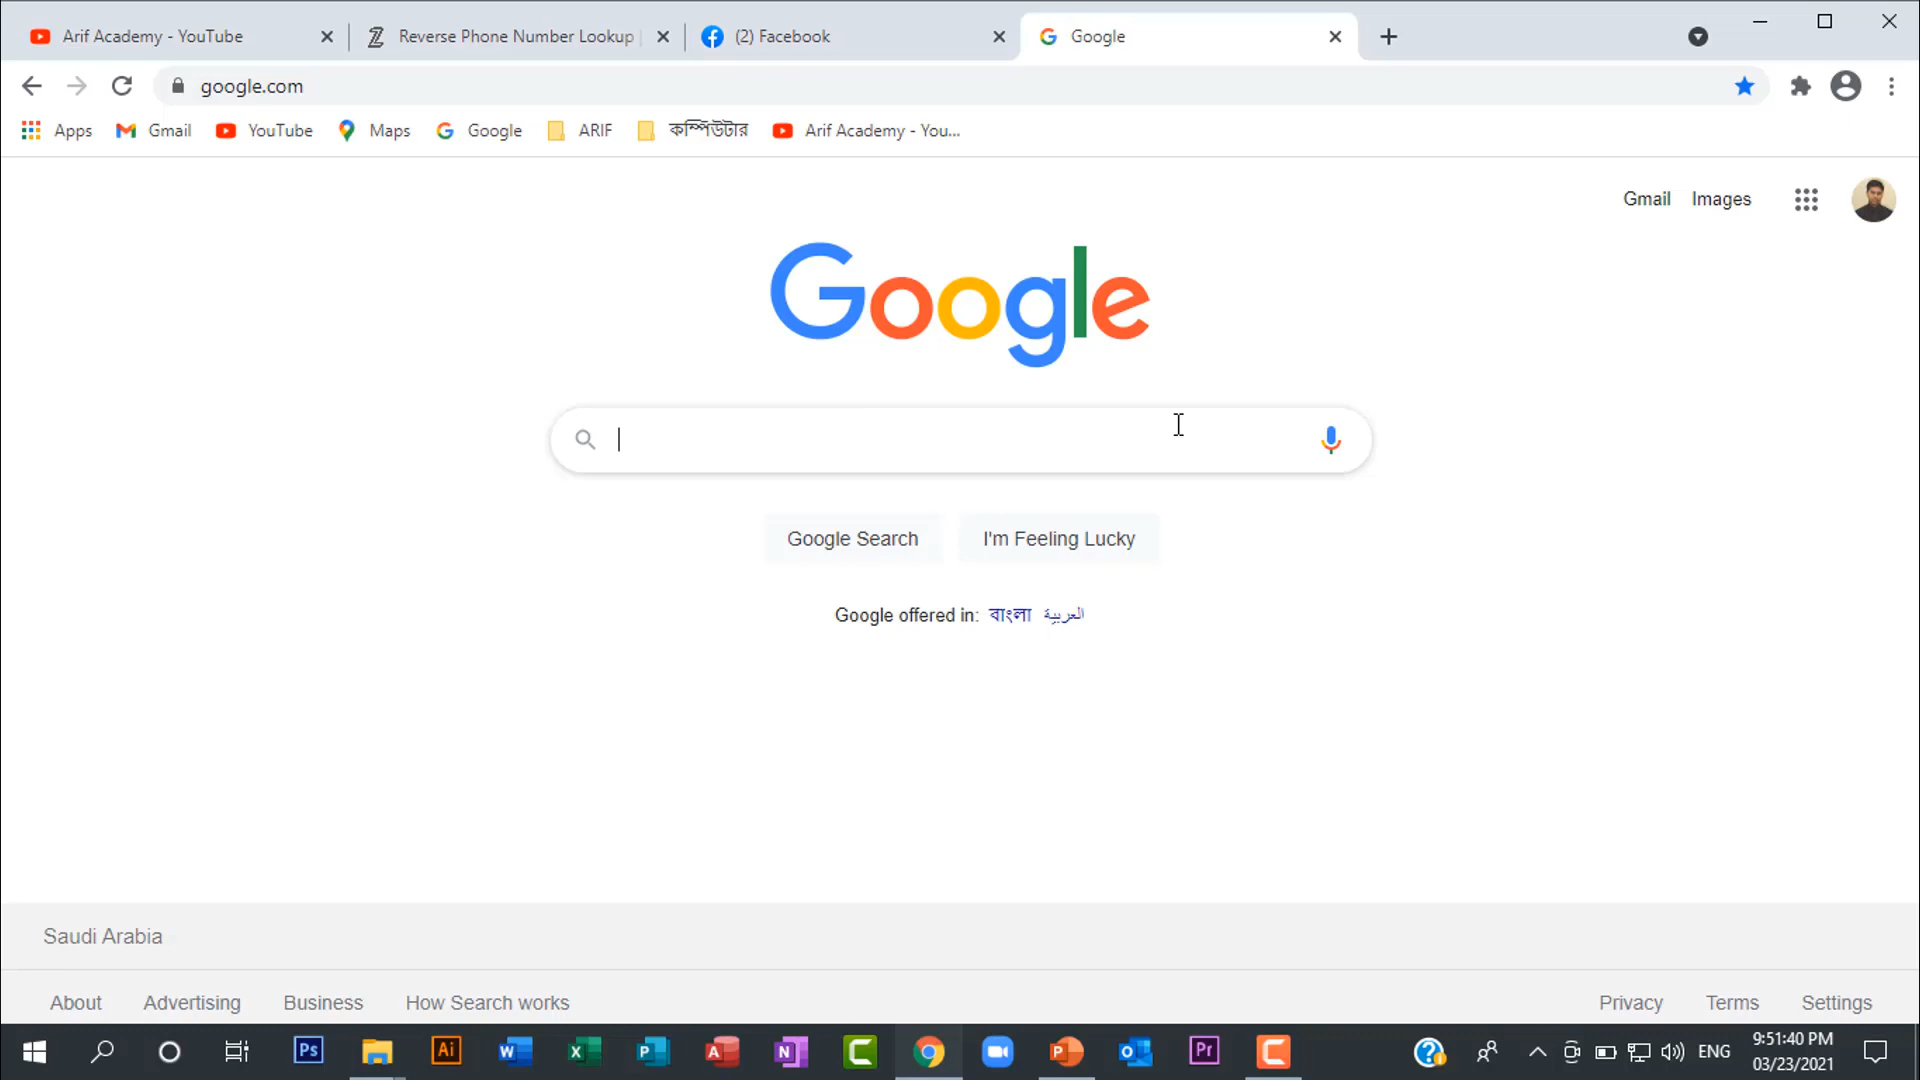 Arif Academy - YouTube
Reverse Phone Number Lookup
(2) Facebook
Google
google.com
Apps
Gmail
YouTube
Maps
Google
ARIF
কম্পিউটার
Arif Academy - You...
Gmail
Images
Google
Google Search
I'm Feeling Lucky
Google offered in: বাংলা العربية
Saudi Arabia
About
Advertising
Business
How Search works
Privacy
Terms
Settings
Ps
Ai
W
X
P
A
N
C
P
O
Pr
C
ENG
9:51:40 PM
03/23/2021